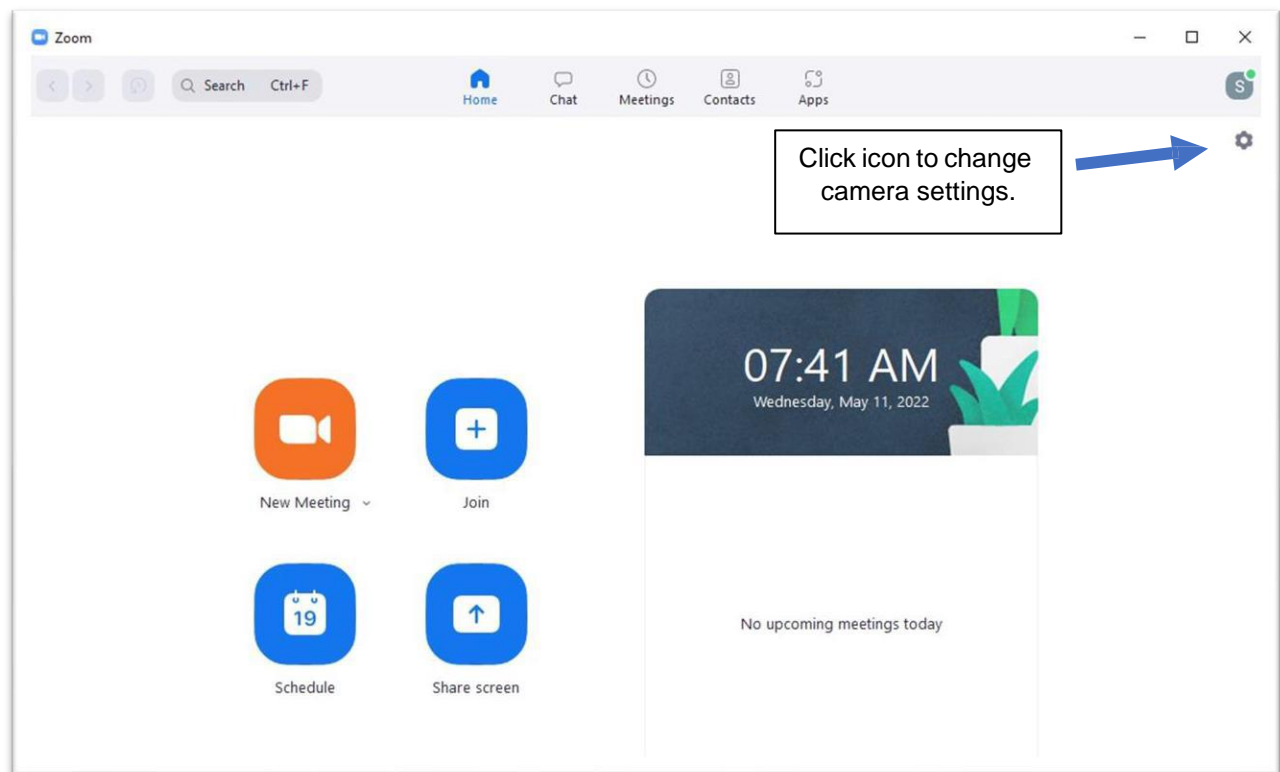 Zoom
Search Ctrl+F
Home Chat Meetings Contacts Apps
S
Click icon to change
camera settings.
07:41 AM
Wednesday, May 11, 2022
New Meeting
Join
19
Schedule
Share screen
No upcoming meetings today